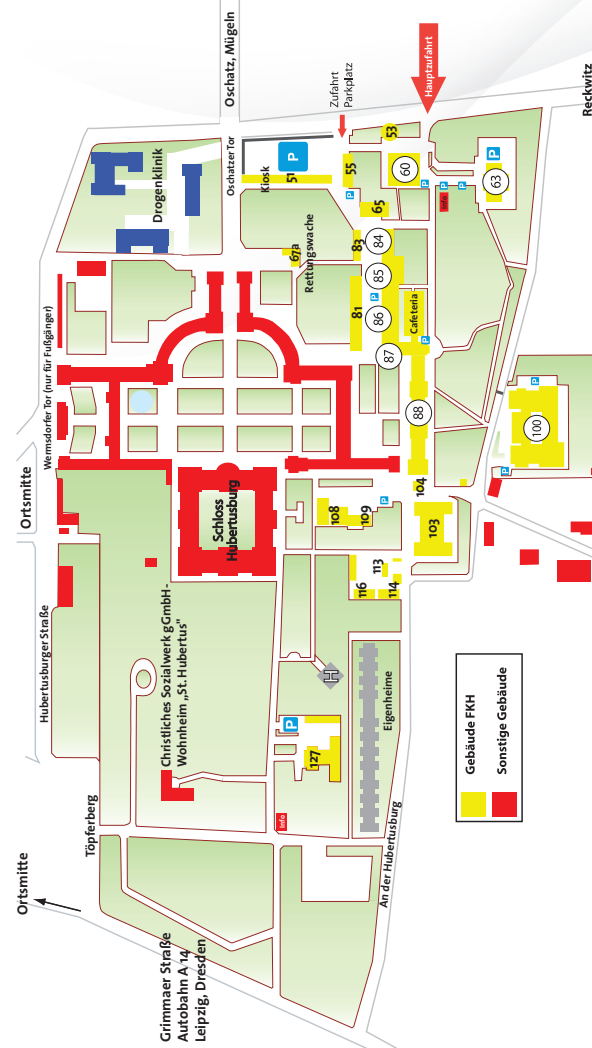 Ortsmitte
Grimmaer Straße
Autobahn A 14
Leipzig, Dresden
Töpferberg
Hubertusburger Straße
Ortsmitte
Wermsdorfer Tor (nur für Fußgänger)
Christliches Sozialwerk gGmbH-
Wohnheim „St. Hubertus"
Schloss
Hubertusburg
Drogenklinik
Oschatz, Mügeln
Oschatzer Tor
Kiosk
51
P
Zufahrt
Parkplatz
Hauptzufahrt
Reckwitz
67a
Rettungswache
55
53
P
65
60
P
Info
P
P
P
63
83
84
85
81
P
86
Cafeteria
87
P
88
104
100
P
P
103
108
109
P
113
116
114
H
P
127
Info
Eigenheime
An der Hubertusburg
Gebäude FKH
Sonstige Gebäude